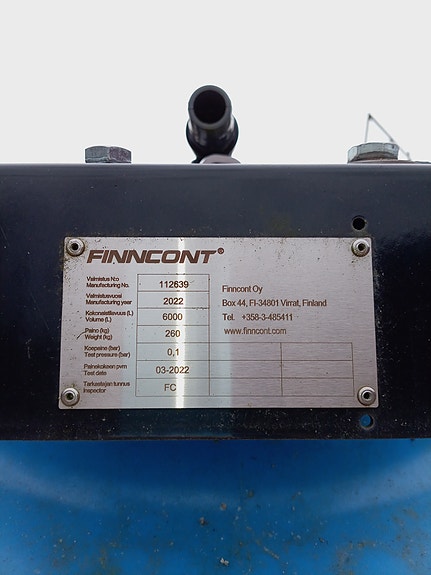 FINNCONT®
Valmistus N:o
Manufacturing No.
112639
Valmistusvuosi
Manufacturing year
2022
Kokonaistilavuus (L)
Volume (L)
6000
Paino (kg)
Weight (kg)
260
Koepaine (bar)
Test pressure (bar)
0,1
Painekokeen pvm
Test date
03-2022
Tarkastajan tunnus
Inspector
FC
Finncont Oy
Box 44, FI-34801 Virrat, Finland
Tel. +358-3-485411
www.finncont.com